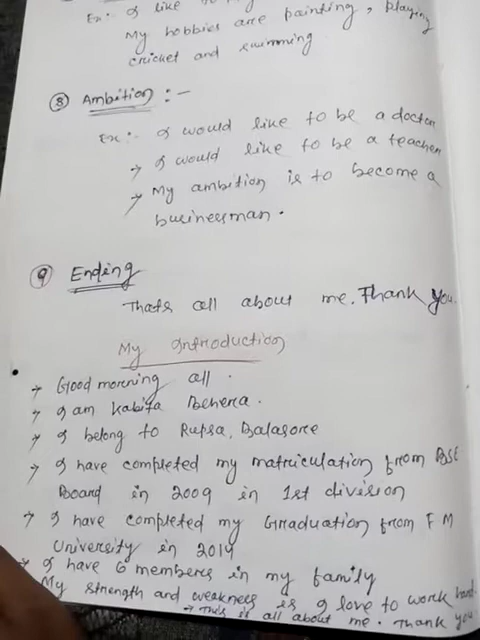 Ex:- I like
My hobbies are painting, playing
cricket and swimming
⑧ Ambition :-
Ex:- I would like to be a doctor
→ I would like to be a teacher
→ My ambition is to become a
businessman.
⑨ Ending
Thats all about me. Thank you.
My Introduction
→ Good morning all.
→ I am Kabita Behera.
→ I belong to Rupsa, Balasore
→ I have completed my matriculation from BSE
Board in 2009 in 1st division
→ I have completed my Graduation from F M
University in 2014
→ I have 6 members in my family
My strength and weakness is I love to work hard.
→ This is all about me. Thank you